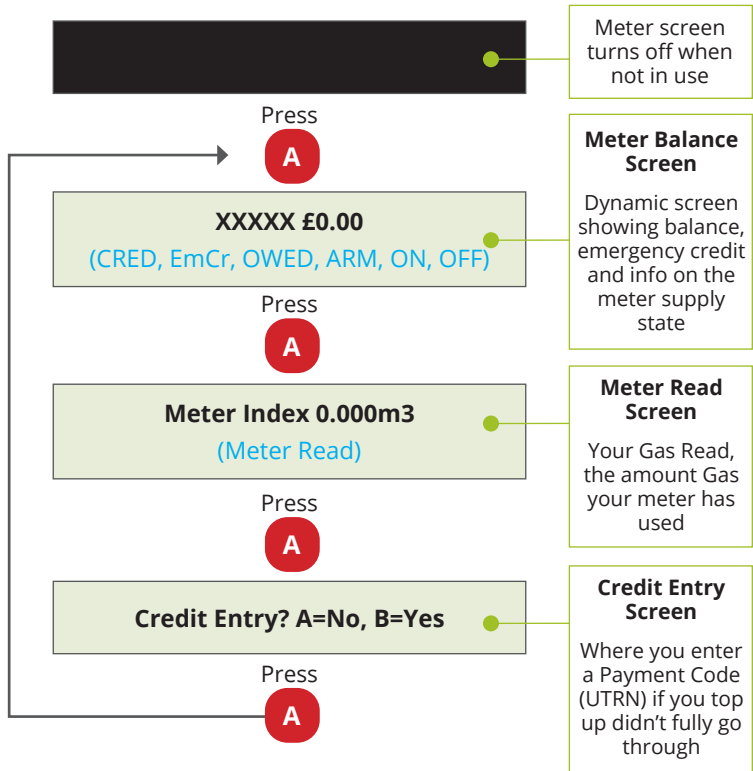 Meter screen
turns off when
not in use
Press
A
XXXXX £0.00
(CRED, EmCr, OWED, ARM, ON, OFF)
Meter Balance
Screen
Dynamic screen
showing balance,
emergency credit
and info on the
meter supply
state
Press
A
Meter Index 0.000m3
(Meter Read)
Meter Read
Screen
Your Gas Read,
the amount Gas
your meter has
used
Press
A
Credit Entry? A=No, B=Yes
Credit Entry
Screen
Where you enter
a Payment Code
(UTRN) if you top
up didn’t fully go
through
Press
A